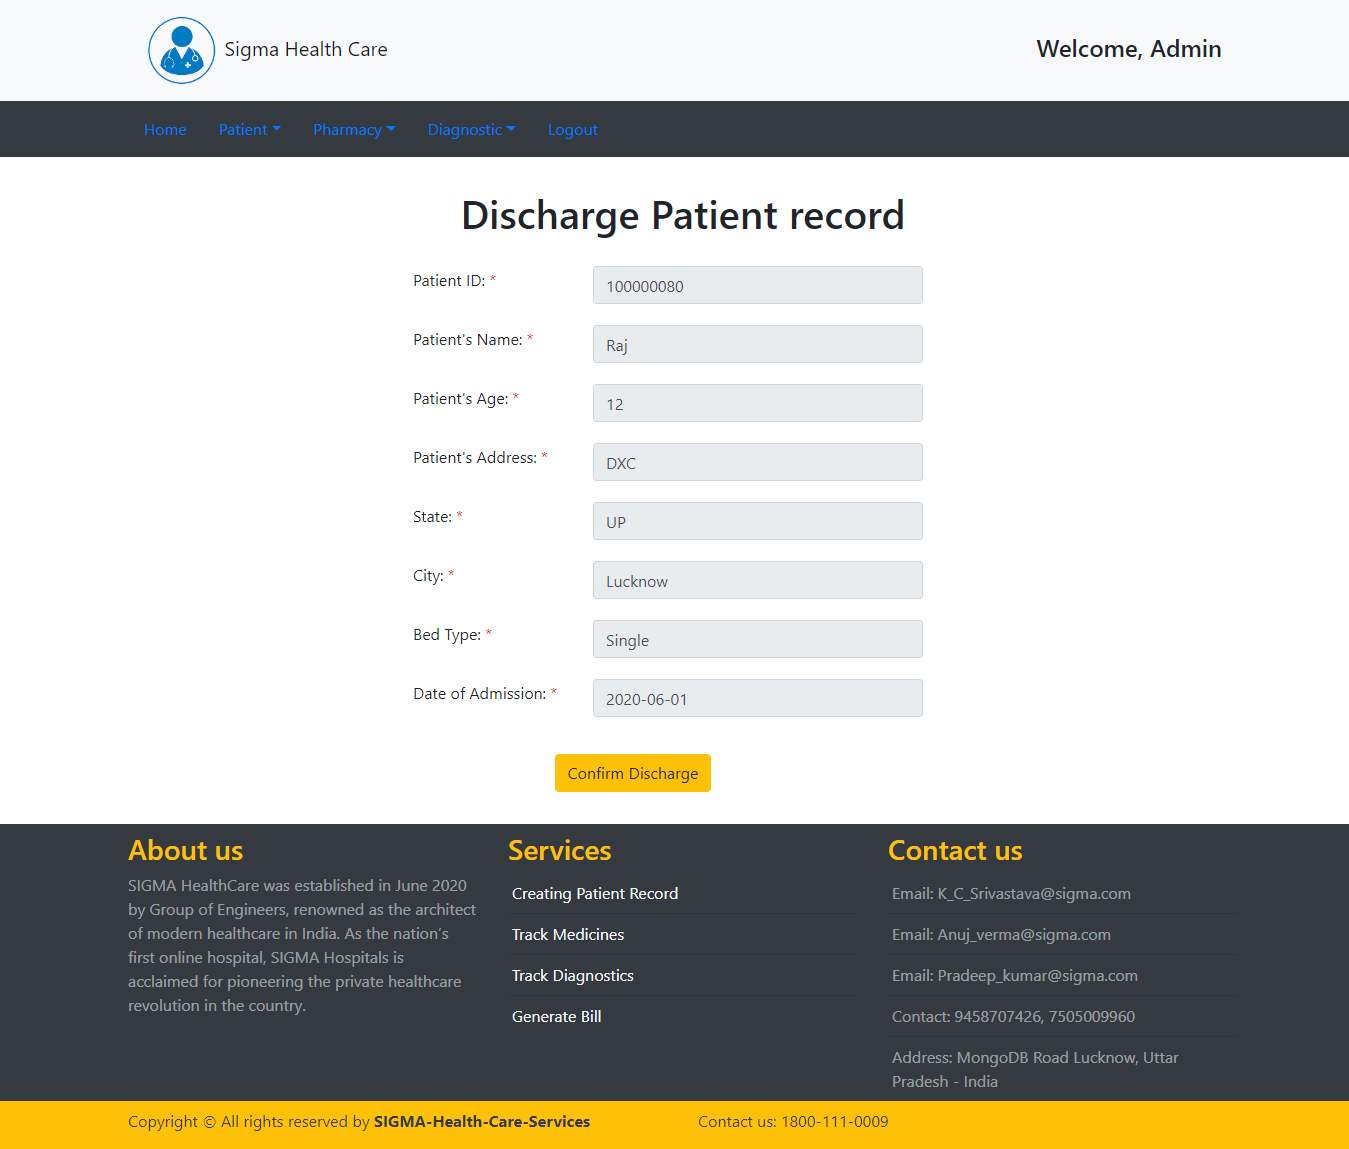 Sigma Health Care
Welcome, Admin
Home Patient Pharmacy Diagnostic Logout
Discharge Patient record
Patient ID: * 100000080
Patient's Name: * Raj
Patient's Age: * 12
Patient's Address: * DXC
State: * UP
City: * Lucknow
Bed Type: * Single
Date of Admission: * 2020-06-01
Confirm Discharge
About us
SIGMA HealthCare was established in June 2020
by Group of Engineers, renowned as the architect
of modern healthcare in India. As the nation’s
first online hospital, SIGMA Hospitals is
acclaimed for pioneering the private healthcare
revolution in the country.
Services
Creating Patient Record
Track Medicines
Track Diagnostics
Generate Bill
Contact us
Email: K_C_Srivastava@sigma.com
Email: Anuj_verma@sigma.com
Email: Pradeep_kumar@sigma.com
Contact: 9458707426, 7505009960
Address: MongoDB Road Lucknow, Uttar
Pradesh - India
Copyright © All rights reserved by SIGMA-Health-Care-Services
Contact us: 1800-111-0009